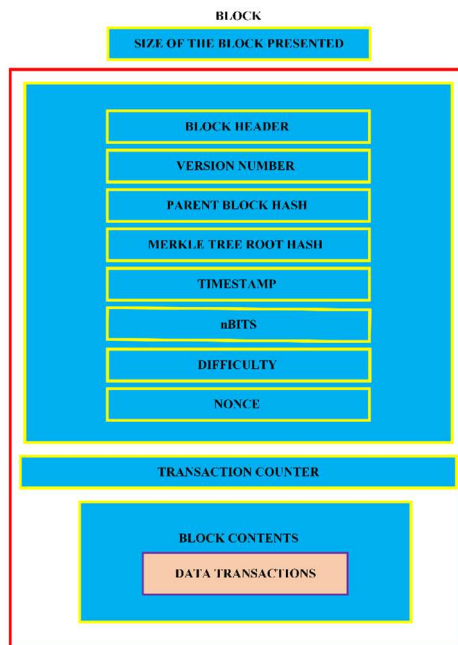 BLOCK
SIZE OF THE BLOCK PRESENTED
BLOCK HEADER
VERSION NUMBER
PARENT BLOCK HASH
MERKLE TREE ROOT HASH
TIMESTAMP
nBITS
DIFFICULTY
NONCE
TRANSACTION COUNTER
BLOCK CONTENTS
DATA TRANSACTIONS